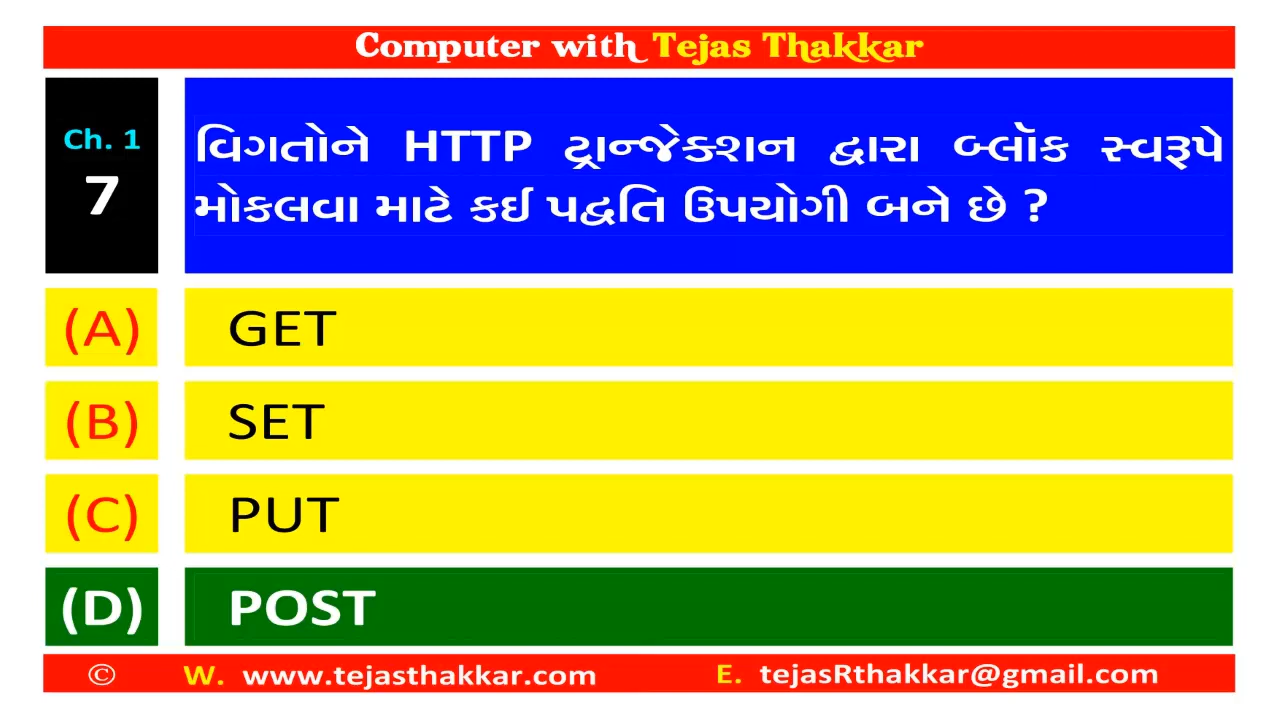 Computer with Tejas Thakkar
Ch. 1
7
વિગતોને HTTP ટ્રાન્જેક્શન દ્વારા બ્લૉક સ્વરૂપે
મોકલવા માટે કઈ પદ્ધતિ ઉપયોગી બને છે ?
(A) GET
(B) SET
(C) PUT
(D) POST
© W. www.tejasthakkar.com E. tejasRthakkar@gmail.com